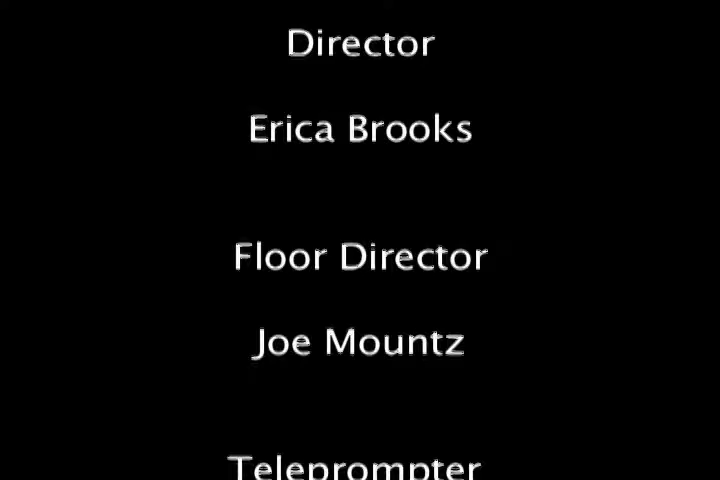 Director
Erica Brooks
Floor Director
Joe Mountz
Teleprompter